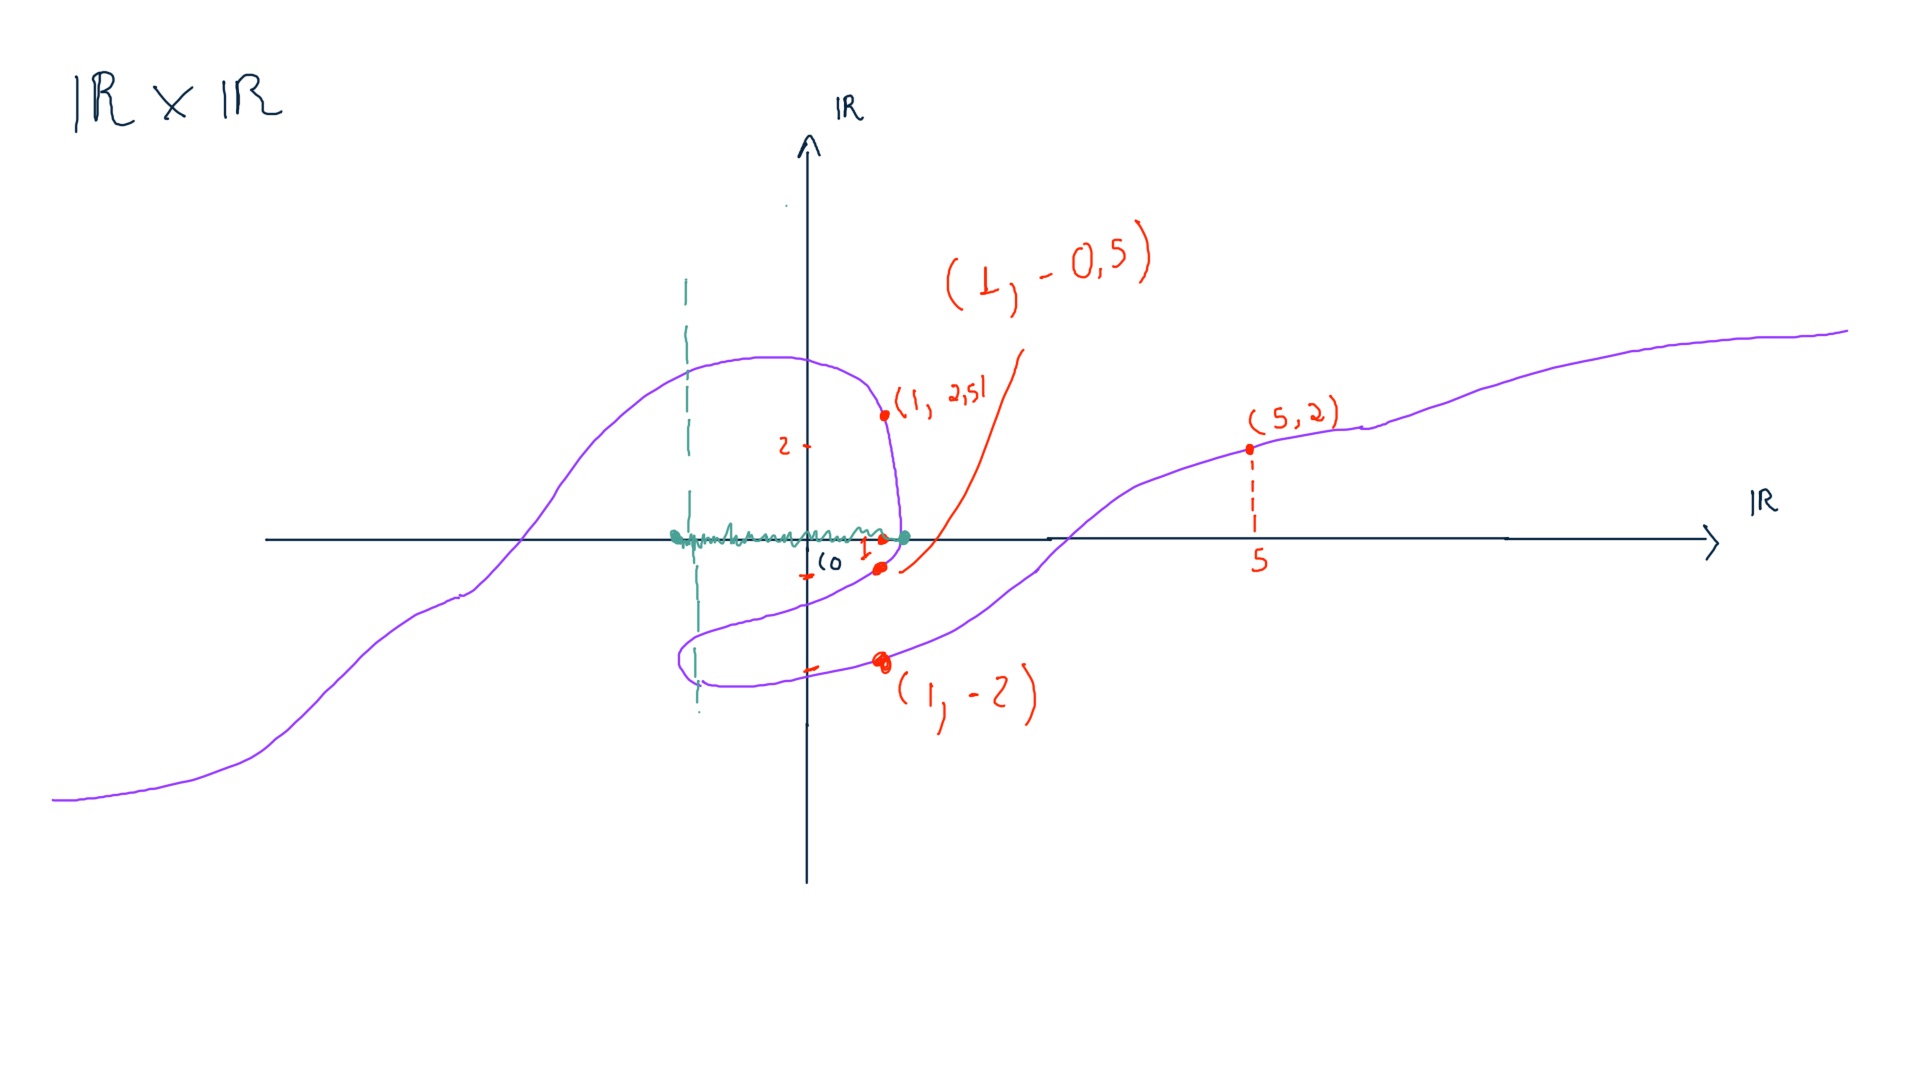 ℝ × ℝ
ℝ
(1, -0,5)
(1, 2,5)
(5,2)
2
ℝ
1
5
(1, -2)